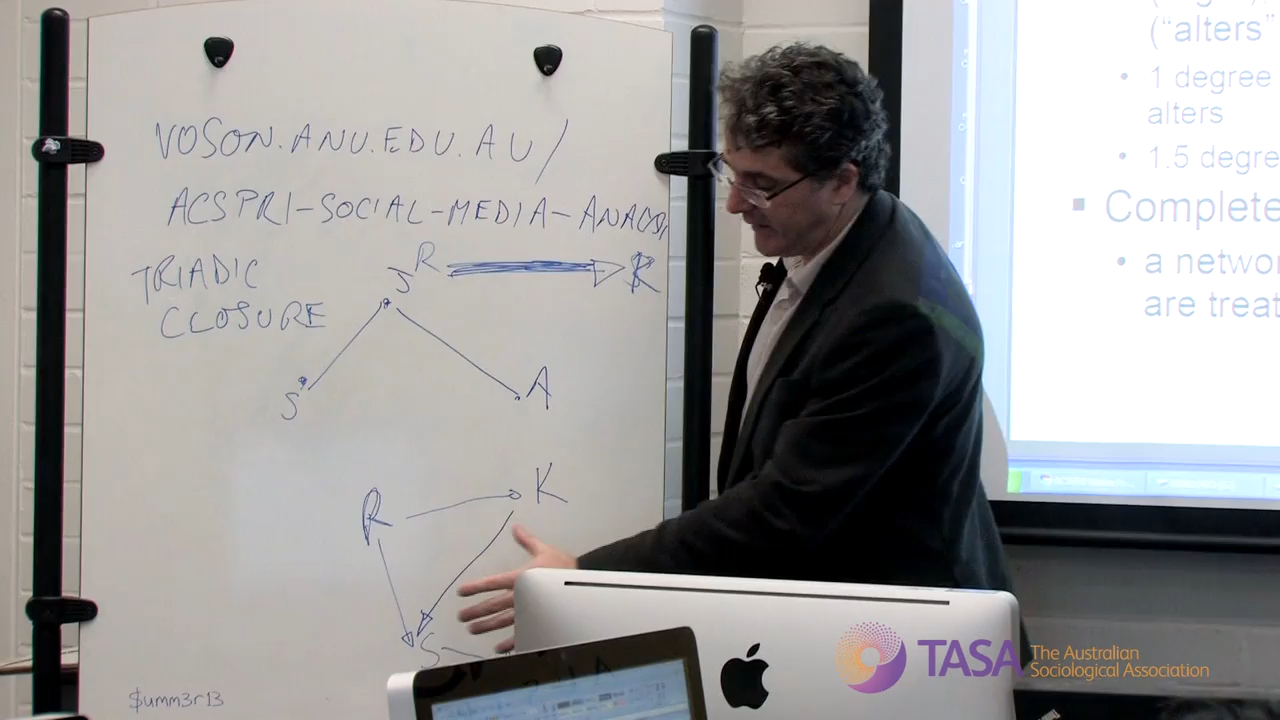 VOSON.ANU.EDU.AU/
ACSPRI-SOCIAL-MEDIA-
TRIADIC
CLOSURE
S
R
R
S
A
R
K
S
$umm3r13
("alters"
1 degree
alters
1.5 degre
Complete
a networ
are treat
TASA
The Australian
Sociological Association